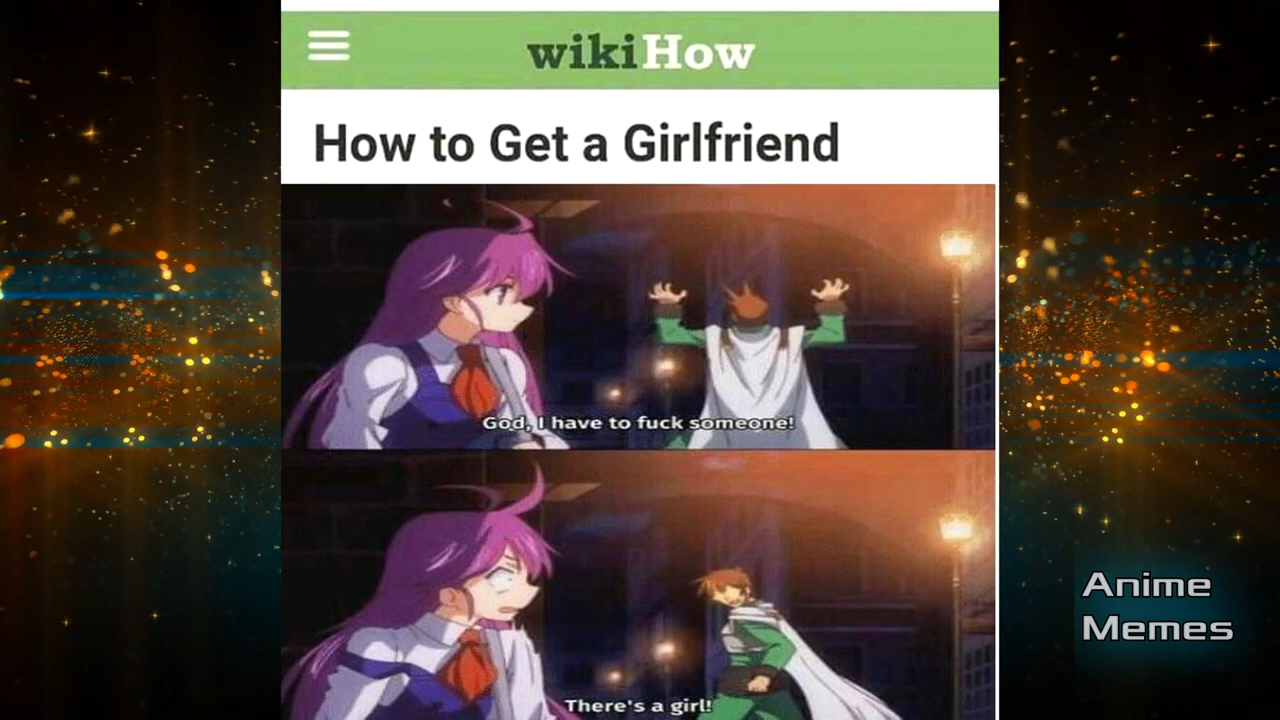 wikiHow
How to Get a Girlfriend
God, I have to fuck someone!
There's a girl!
Anime
Memes